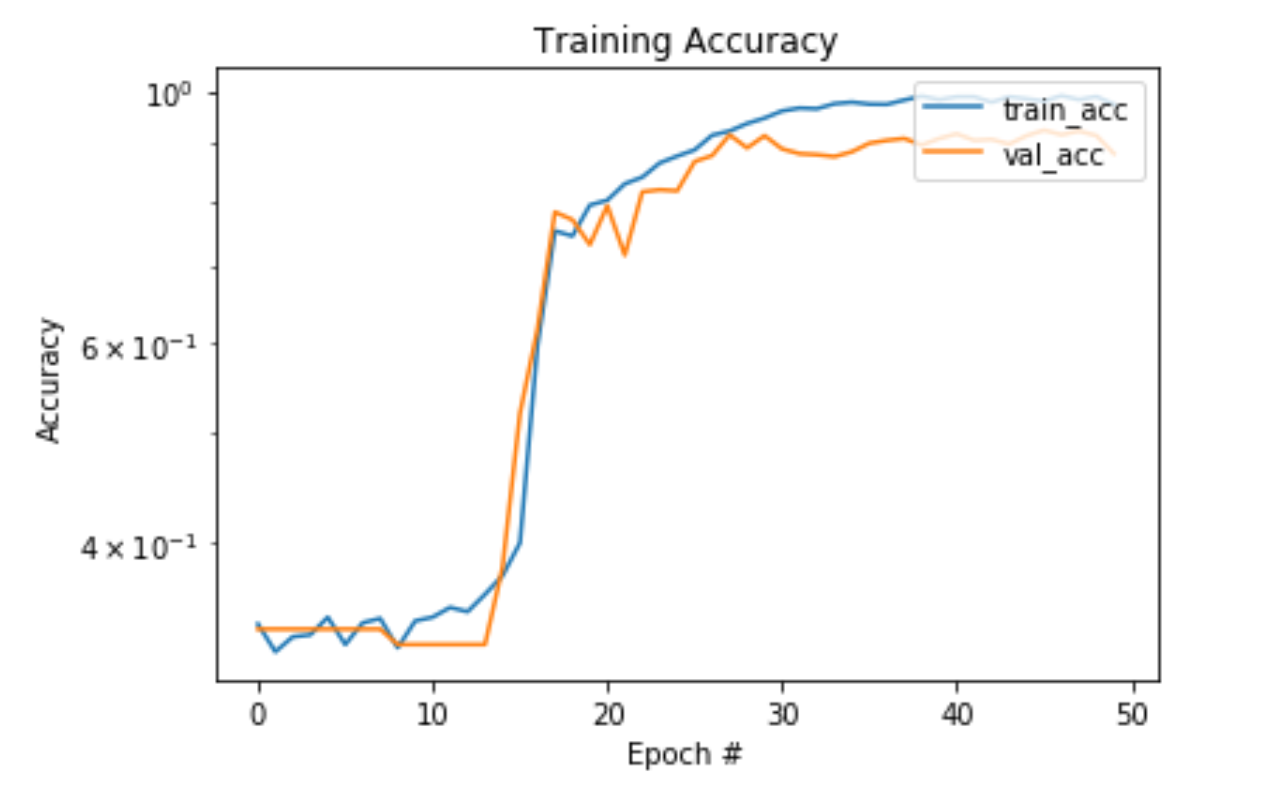 Training Accuracy
10⁰
train_acc
val_acc
6 × 10⁻¹
Accuracy
4 × 10⁻¹
0 10 20 30 40 50
Epoch #